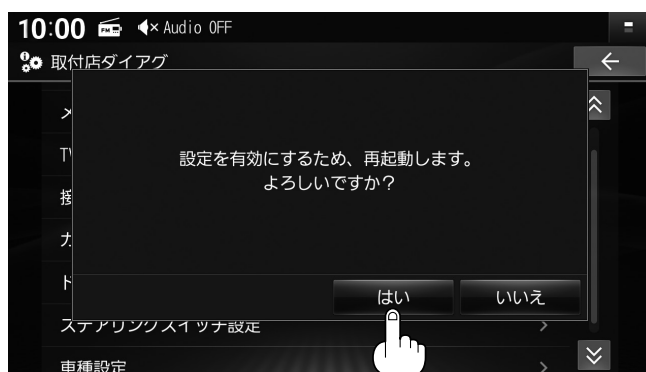 10:00 FM Audio OFF
取付店ダイアグ
設定を有効にするため、再起動します。
よろしいですか？
はい いいえ
ステアリングスイッチ設定
車種設定